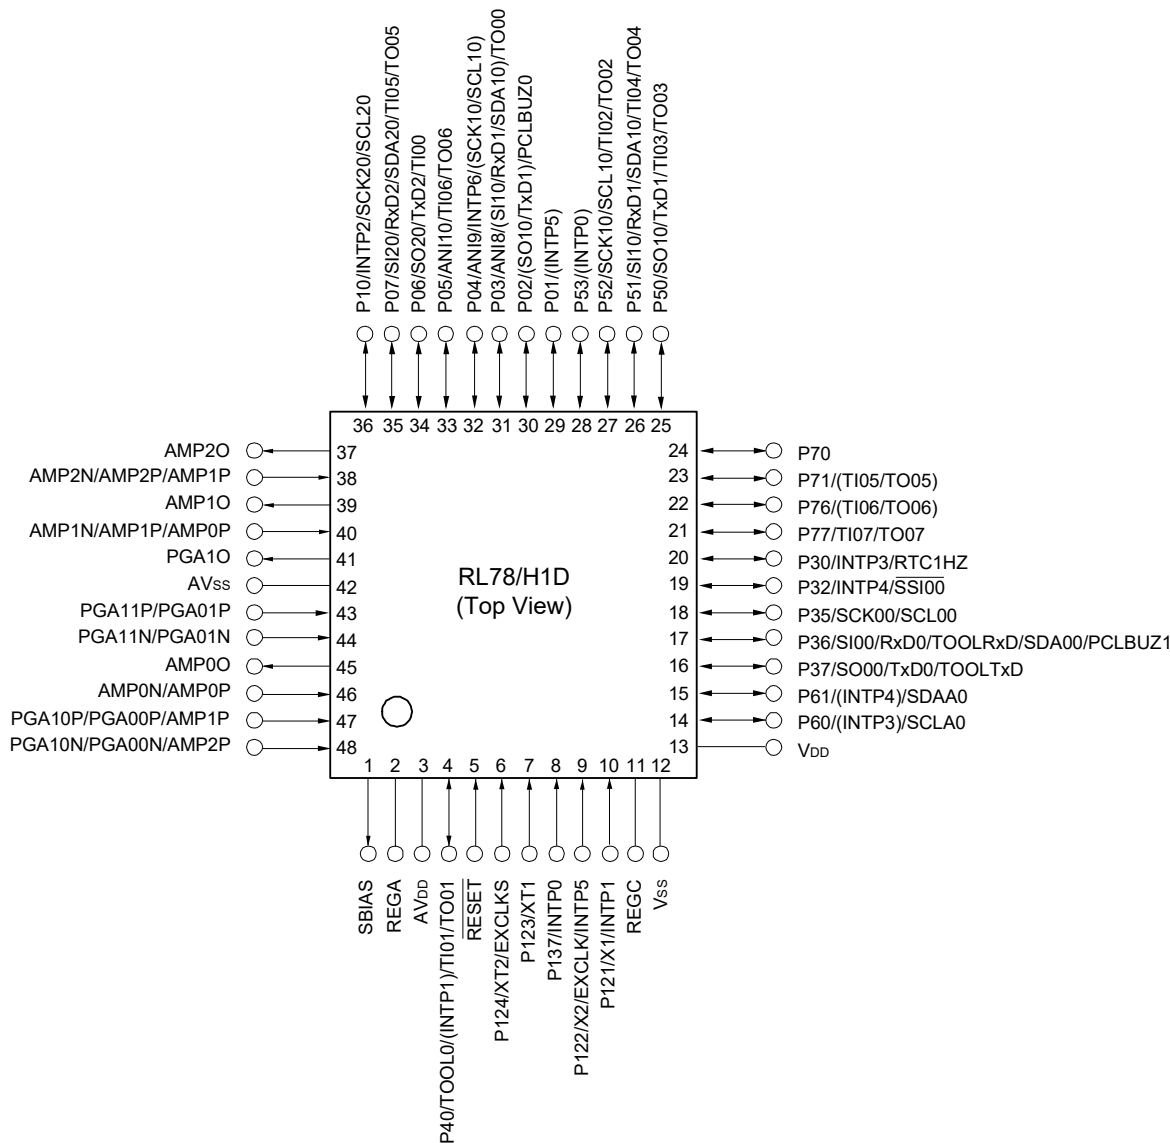 P10/INTP2/SCK20/SCL20
P07/SI20/RxD2/SDA20/TI05/TO05
P06/SO20/TxD2/TI00
P05/ANI10/TI06/TO06
P04/ANI9/INTP6/(SCK10/SCL10)
P03/ANI8/(SI10/RxD1/SDA10)/TO00
P02/(SO10/TxD1)/PCLBUZ0
P01/(INTP5)
P53/(INTP0)
P52/SCK10/SCL10/TI02/TO02
P51/SI10/RxD1/SDA10/TI04/TO04
P50/SO10/TxD1/TI03/TO03
36 35 34 33 32 31 30 29 28 27 26 25
AMP2O 37
AMP2N/AMP2P/AMP1P 38
AMP1O 39
AMP1N/AMP1P/AMP0P 40
PGA1O 41
AVss 42
PGA11P/PGA01P 43
PGA11N/PGA01N 44
AMP0O 45
AMP0N/AMP0P 46
PGA10P/PGA00P/AMP1P 47
PGA10N/PGA00N/AMP2P 48
RL78/H1D
(Top View)
24 P70
23 P71/(TI05/TO05)
22 P76/(TI06/TO06)
21 P77/TI07/TO07
20 P30/INTP3/RTC1HZ
19 P32/INTP4/SSI00
18 P35/SCK00/SCL00
17 P36/SI00/RxD0/TOOLRxD/SDA00/PCLBUZ1
16 P37/SO00/TxD0/TOOLTxD
15 P61/(INTP4)/SDAA0
14 P60/(INTP3)/SCLA0
13 VDD
1 2 3 4 5 6 7 8 9 10 11 12
SBIAS
REGA
AVDD
P40/TOOL0/(INTP1)/TI01/TO01
RESET
P124/XT2/EXCLKS
P123/XT1
P137/INTP0
P122/X2/EXCLK/INTP5
P121/X1/INTP1
REGC
Vss